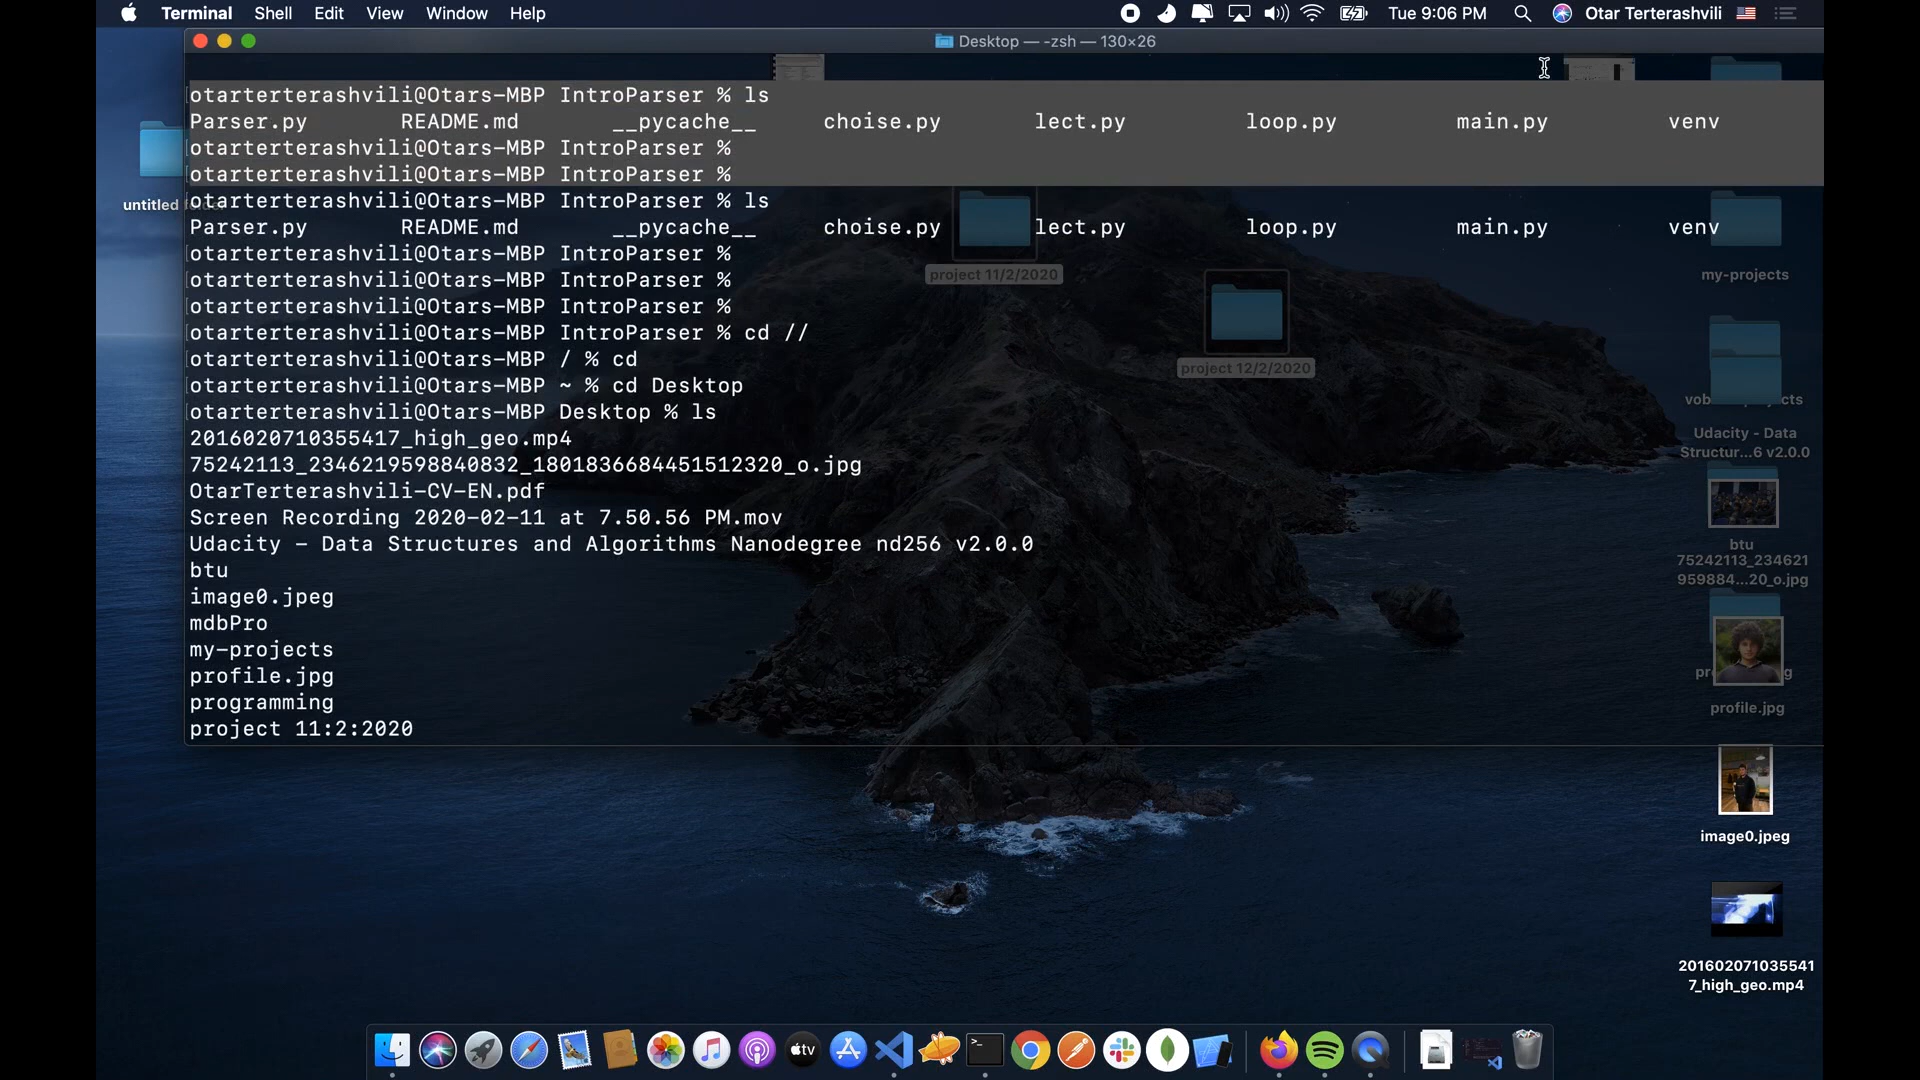 Terminal Shell Edit View Window Help Tue 9:06 PM Otar Terterashvili
Desktop — -zsh — 130×26
otarterterashvili@Otars-MBP IntroParser % ls
Parser.py README.md __pycache__ choise.py lect.py loop.py main.py venv
otarterterashvili@Otars-MBP IntroParser %
otarterterashvili@Otars-MBP IntroParser %
otarterterashvili@Otars-MBP IntroParser % ls
Parser.py README.md __pycache__ choise.py lect.py loop.py main.py venv
otarterterashvili@Otars-MBP IntroParser %
otarterterashvili@Otars-MBP IntroParser %
otarterterashvili@Otars-MBP IntroParser %
otarterterashvili@Otars-MBP IntroParser % cd //
otarterterashvili@Otars-MBP / % cd
otarterterashvili@Otars-MBP ~ % cd Desktop
otarterterashvili@Otars-MBP Desktop % ls
2016020710355417_high_geo.mp4
75242113_2346219598840832_1801836684451512320_o.jpg
OtarTerterashvili-CV-EN.pdf
Screen Recording 2020-02-11 at 7.50.56 PM.mov
Udacity - Data Structures and Algorithms Nanodegree nd256 v2.0.0
btu
image0.jpeg
mdbPro
my-projects
profile.jpg
programming
project 11:2:2020
untitled
project 11/2/2020
project 12/2/2020
my-projects
Udacity - Data
Structur...6 v2.0.0
btu
75242113_234621
959884...20_o.jpg
profile.jpg
image0.jpeg
201602071035541
7_high_geo.mp4
tv